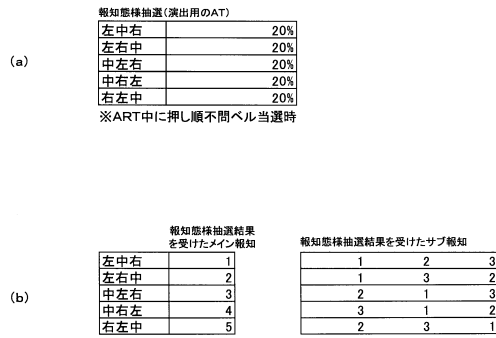 報知態様抽選(演出用のAT)
(a)
左中右 20%
左右中 20%
中左右 20%
中右左 20%
右左中 20%
※ART中に押し順不問ベル当選時
報知態様抽選結果
を受けたメイン報知
報知態様抽選結果を受けたサブ報知
(b)
左中右 1 1 2 3
左右中 2 1 3 2
中左右 3 2 1 3
中右左 4 3 1 2
右左中 5 2 3 1